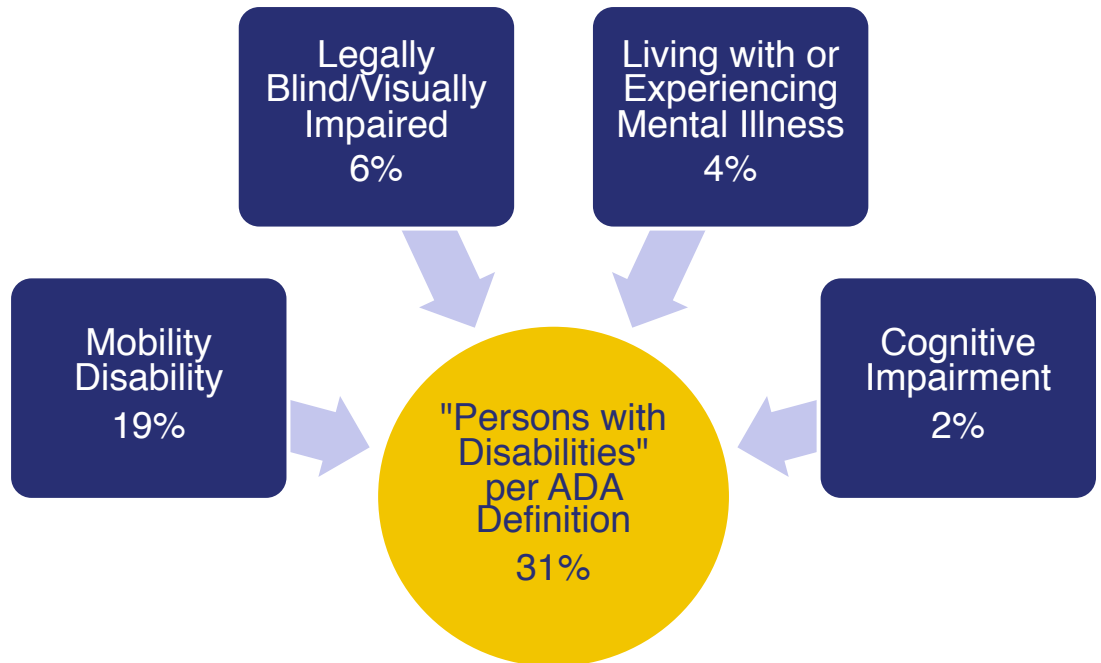 Legally
Blind/Visually
Impaired
6%
Living with or
Experiencing
Mental Illness
4%
Mobility
Disability
19%
"Persons with
Disabilities"
per ADA
Definition
31%
Cognitive
Impairment
2%